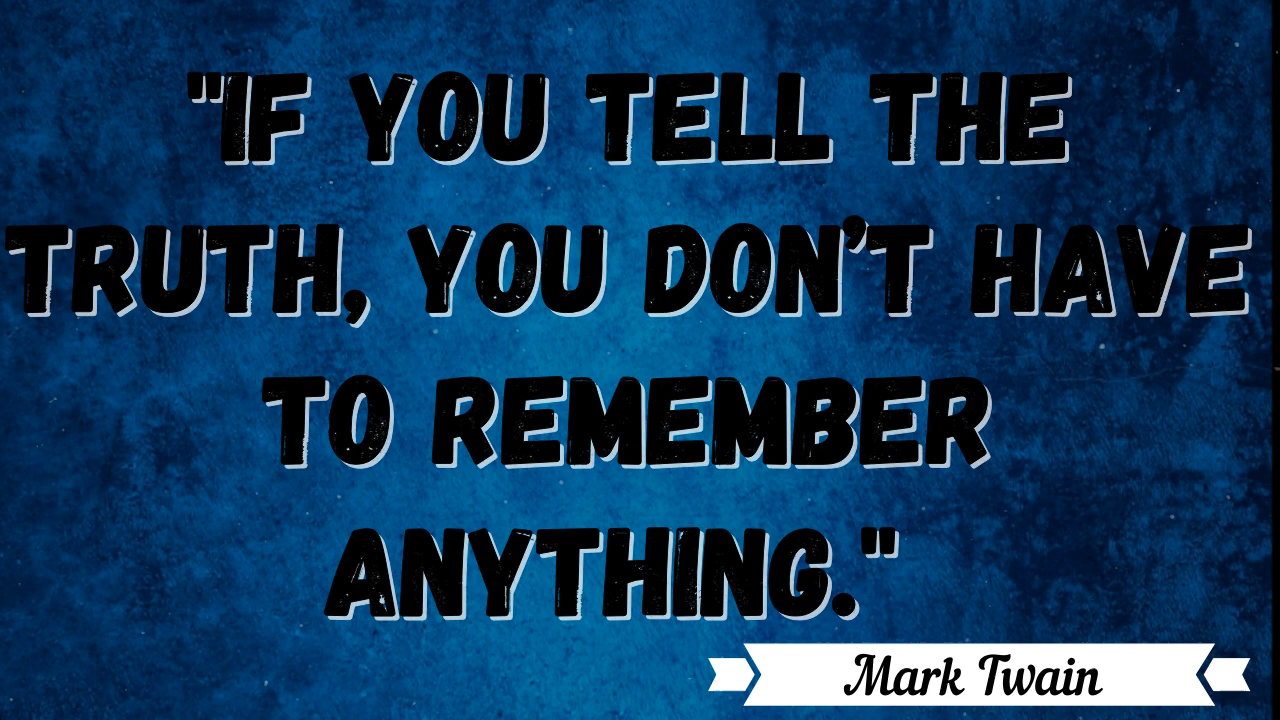 "IF YOU TELL THE
TRUTH, YOU DON’T HAVE
TO REMEMBER
ANYTHING."
Mark Twain